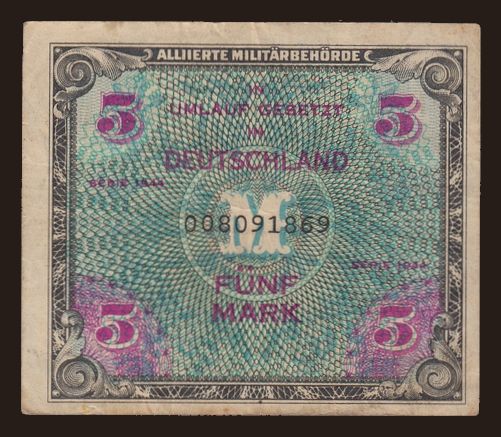 ALLIIERTE MILITÄRBEHÖRDE
5 5
IN
UMLAUF GESETZT
IN
DEUTSCHLAND
SERIE 1944
M
008091869
SERIE 1944
FÜNF
MARK
5 5